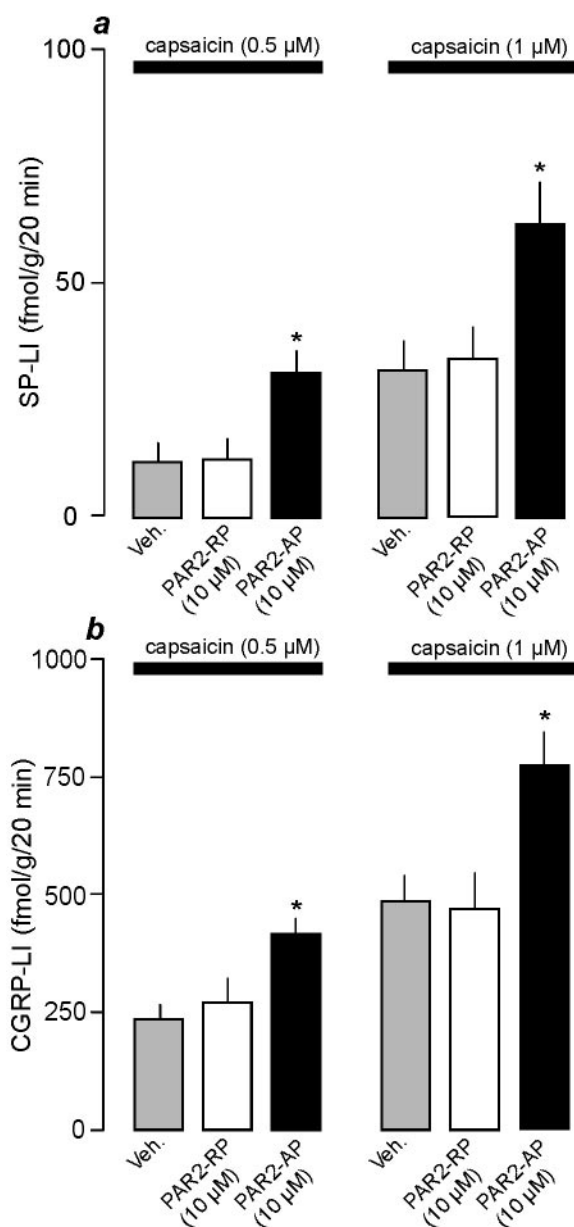 a
capsaicin (0.5 µM)
capsaicin (1 µM)
100
50
0
SP-LI (fmol/g/20 min)
*
*
Veh.
PAR2-RP
(10 µM)
PAR2-AP
(10 µM)
Veh.
PAR2-RP
(10 µM)
PAR2-AP
(10 µM)
b
capsaicin (0.5 µM)
capsaicin (1 µM)
1000
750
500
250
0
CGRP-LI (fmol/g/20 min)
*
*
Veh.
PAR2-RP
(10 µM)
PAR2-AP
(10 µM)
Veh.
PAR2-RP
(10 µM)
PAR2-AP
(10 µM)